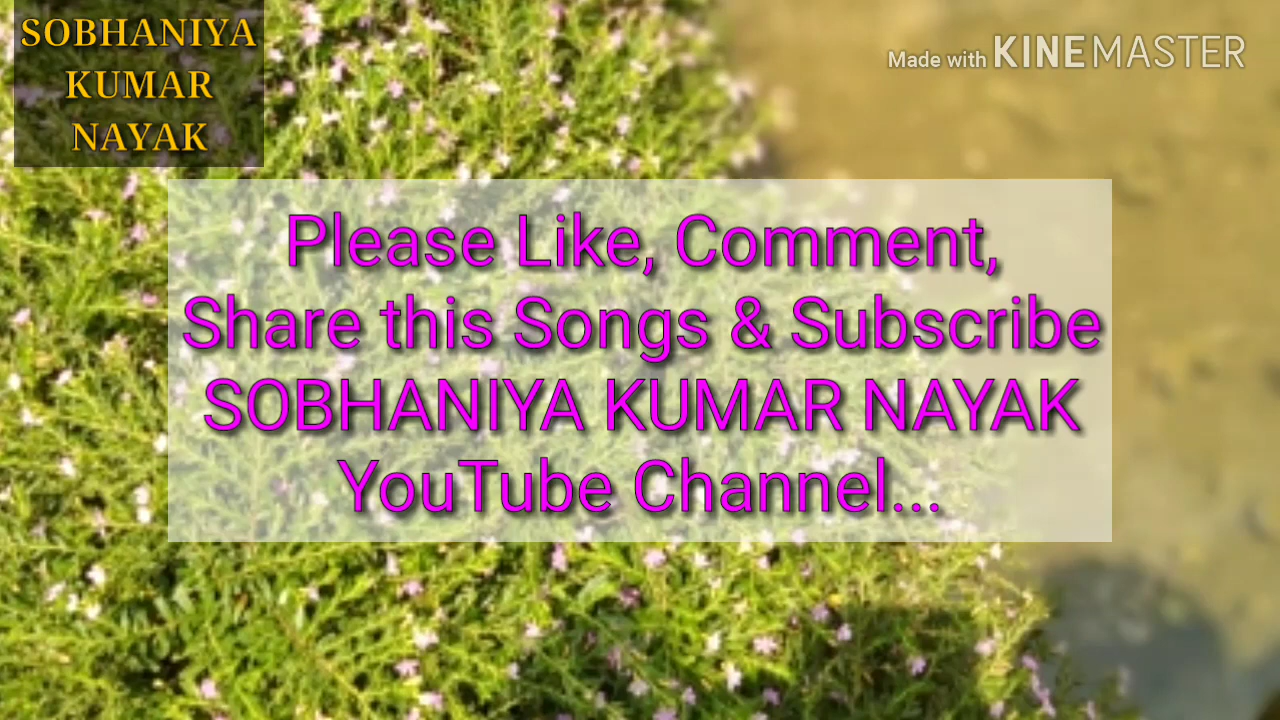 SOBHANIYA
KUMAR
NAYAK
Made with KINEMASTER
Please Like, Comment,
Share this Songs & Subscribe
SOBHANIYA KUMAR NAYAK
YouTube Channel...